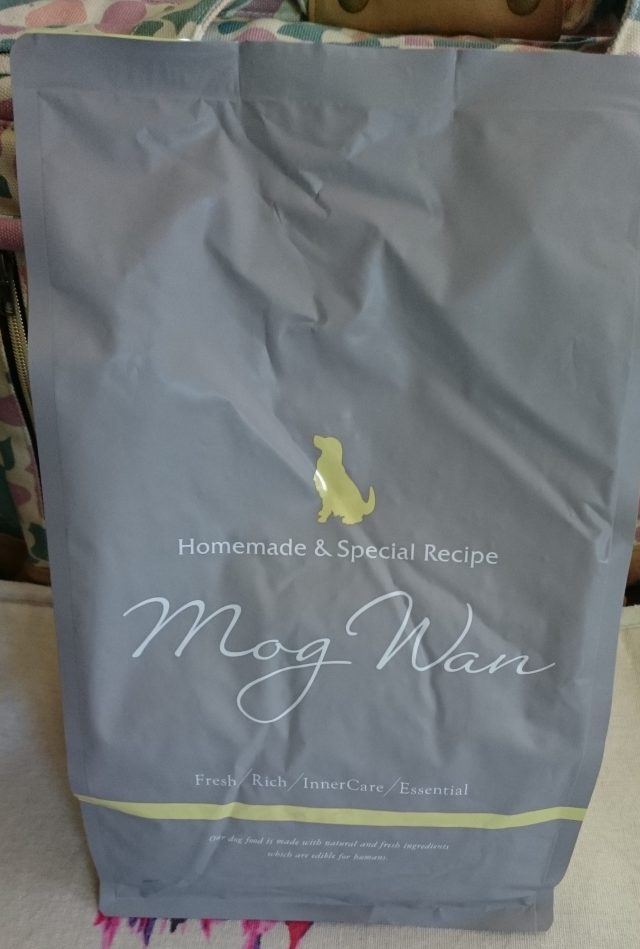 Homemade & Special Recipe
Mog Wan
Fresh/Rich/InnerCare/Essential
Our dog food is made with natural and fresh ingredients
which are edible for humans.